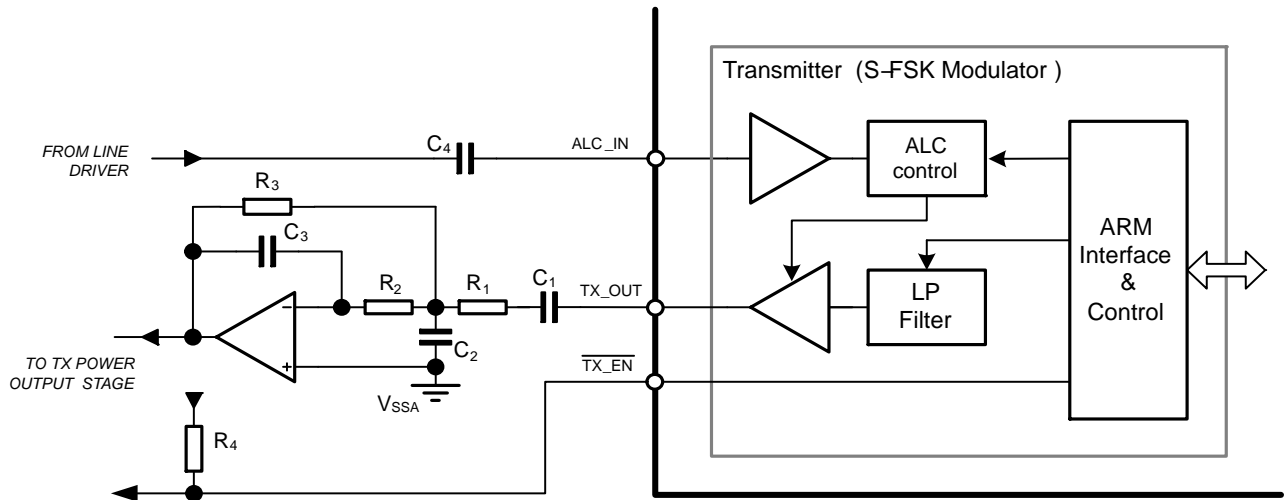 Transmitter (S–FSK Modulator )
FROM LINE
DRIVER
C4
ALC_IN
ALC
control
R3
C3
ARM
Interface
&
Control
R2
R1
C1
TX_OUT
LP
Filter
C2
TO TX POWER
OUTPUT STAGE
TX_EN
VSSA
R4
− 
+